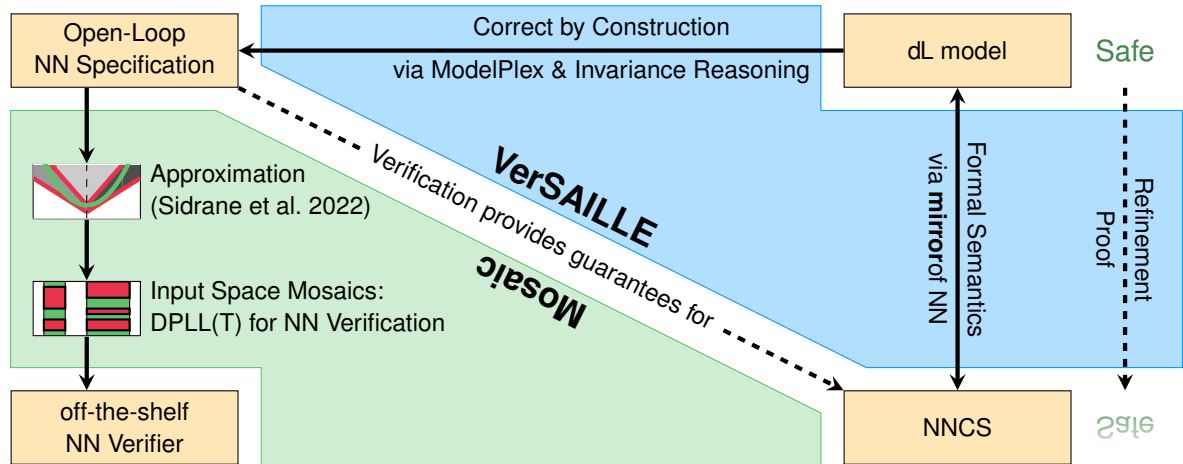 Open-Loop
NN Specification
Correct by Construction
via ModelPlex & Invariance Reasoning
dL model
Safe
Approximation
(Sidrane et al. 2022)
Input Space Mosaics:
DPLL(T) for NN Verification
off-the-shelf
NN Verifier
VerSAILLE
Verification provides guarantees for
Mosaic
Formal Semantics
via mirrorof NN
Refinement
Proof
NNCS
Safe